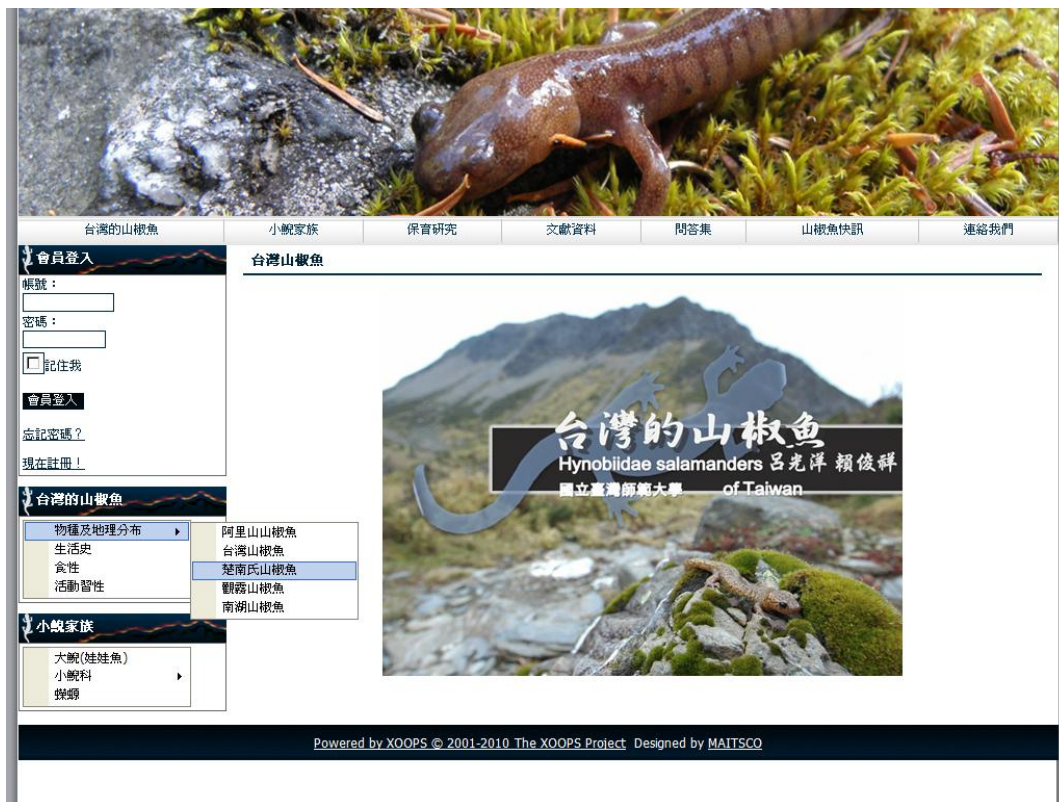 台灣的山椒魚 小鯢家族 保育研究 文獻資料 問答集 山椒魚快訊 連絡我們
會員登入
帳號：
密碼：
記住我
會員登入
忘記密碼？
現在註冊！
台灣的山椒魚
物種及地理分布
生活史
食性
活動習性
阿里山山椒魚
台灣山椒魚
楚南氏山椒魚
觀霧山椒魚
南湖山椒魚
小鯢家族
大鯢(娃娃魚)
小鯢科
蠑螈
台灣山椒魚
台灣的山椒魚
Hynobiidae salamanders 呂光洋 賴俊祥
國立臺灣師範大學 of Taiwan
Powered by XOOPS © 2001-2010 The XOOPS Project Designed by MAITSCO